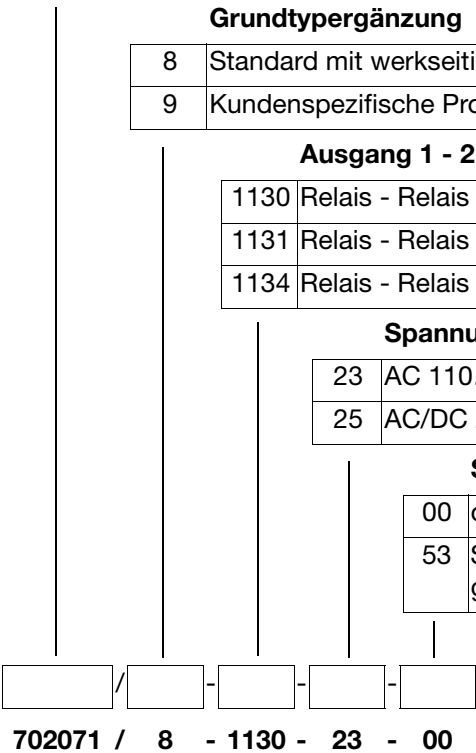 Grundtypergänzung
8 Standard mit werkseiti
9 Kundenspezifische Pro
Ausgang 1 - 2
1130 Relais - Relais
1131 Relais - Relais
1134 Relais - Relais
Spannu
23 AC 110
25 AC/DC
00
53
/ - - -
702071 / 8 - 1130 - 23 - 00